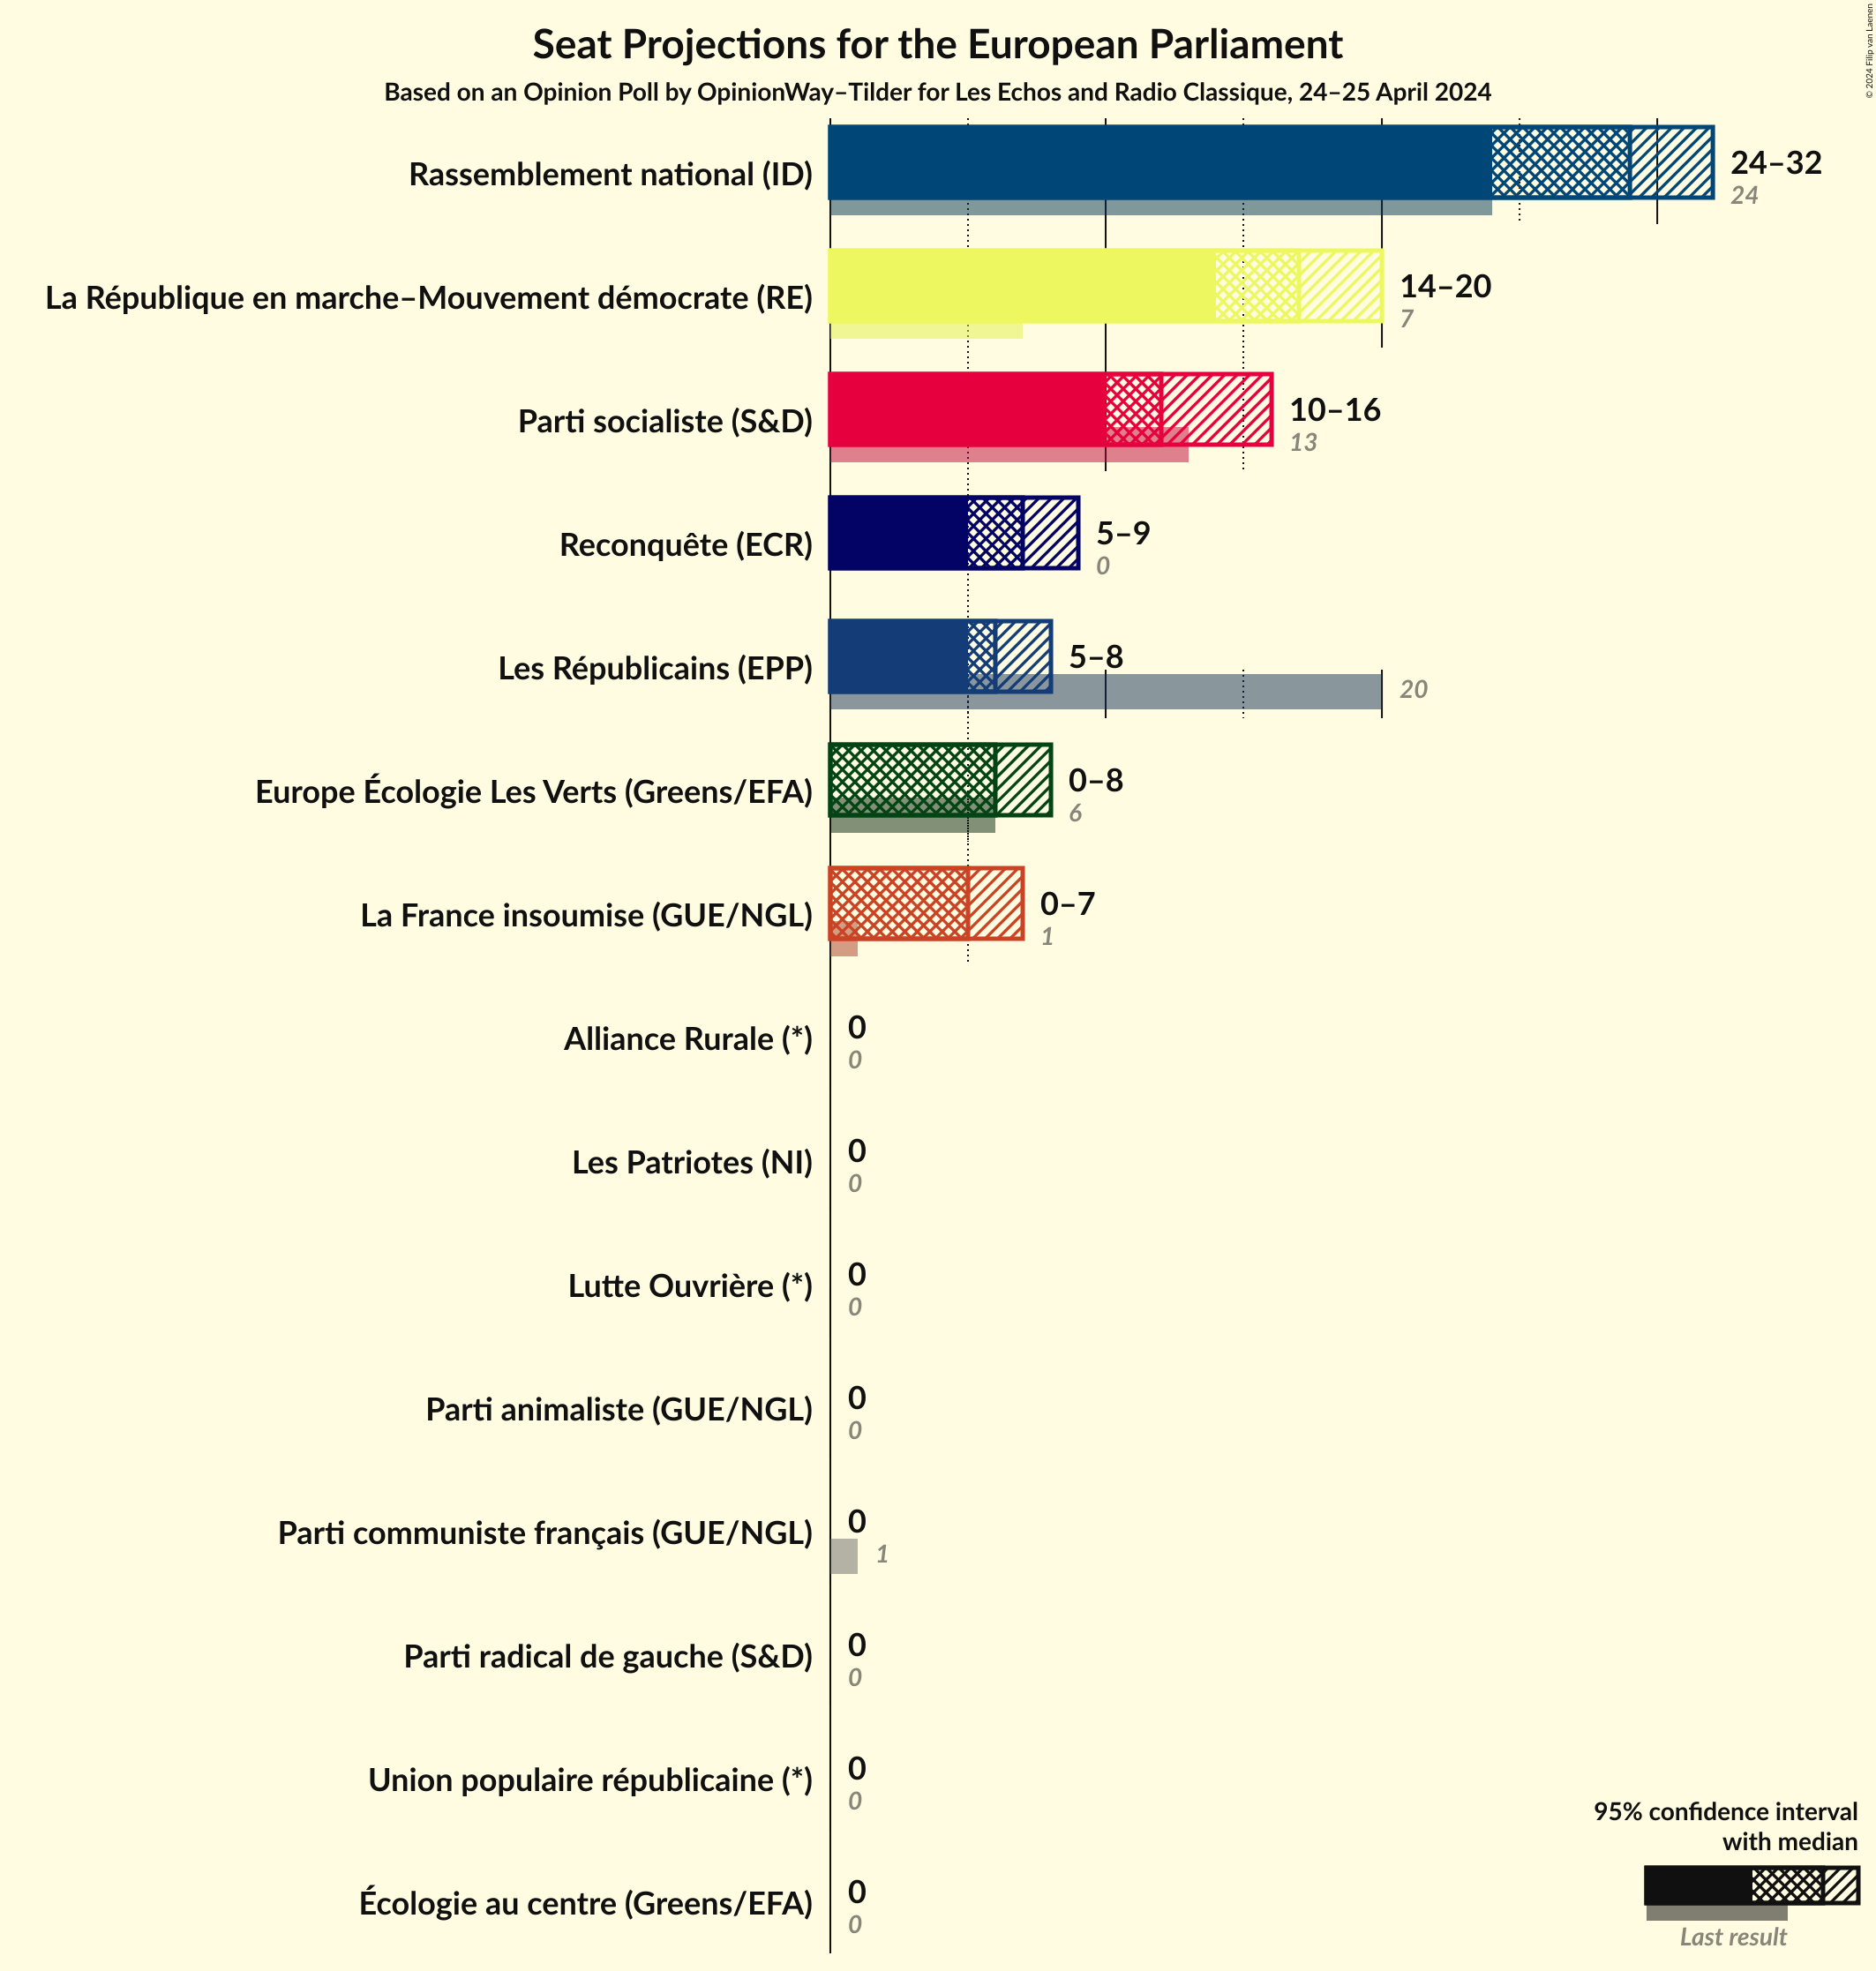 Seat Projections for the European Parliament
Based on an Opinion Poll by OpinionWay–Tilder for Les Echos and Radio Classique, 24–25 April 2024
© 2024 Filip van Laenen
Rassemblement national (ID)
24–32
24
La République en marche–Mouvement démocrate (RE)
14–20
7
Parti socialiste (S&D)
10–16
13
Reconquête (ECR)
5–9
0
Les Républicains (EPP)
5–8
20
Europe Écologie Les Verts (Greens/EFA)
0–8
6
La France insoumise (GUE/NGL)
0–7
1
Alliance Rurale (*)
0
0
Les Patriotes (NI)
0
0
Lutte Ouvrière (*)
0
0
Parti animaliste (GUE/NGL)
0
0
Parti communiste français (GUE/NGL)
0
1
Parti radical de gauche (S&D)
0
0
Union populaire républicaine (*)
0
0
Écologie au centre (Greens/EFA)
0
0
95% confidence interval
with median
Last result